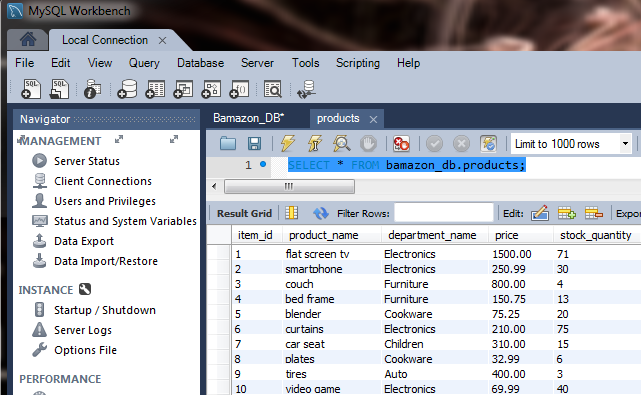 MySQL Workbench
Local Connection
File Edit View Query Database Server Tools Scripting Help
Navigator
MANAGEMENT
Server Status
Client Connections
Users and Privileges
Status and System Variables
Data Export
Data Import/Restore
INSTANCE
Startup / Shutdown
Server Logs
Options File
PERFORMANCE
Bamazon_DB* products
Limit to 1000 rows
1 SELECT * FROM bamazon_db.products;
Result Grid Filter Rows: Edit: Expor
item_id product_name department_name price stock_quantity
1 flat screen tv Electronics 1500.00 71
2 smartphone Electronics 250.99 30
3 couch Furniture 800.00 4
4 bed frame Furniture 150.75 13
5 blender Cookware 75.25 20
6 curtains Electronics 210.00 75
7 car seat Children 310.00 15
8 plates Cookware 32.99 6
9 tires Auto 400.00 3
10 video game Electronics 69.99 40